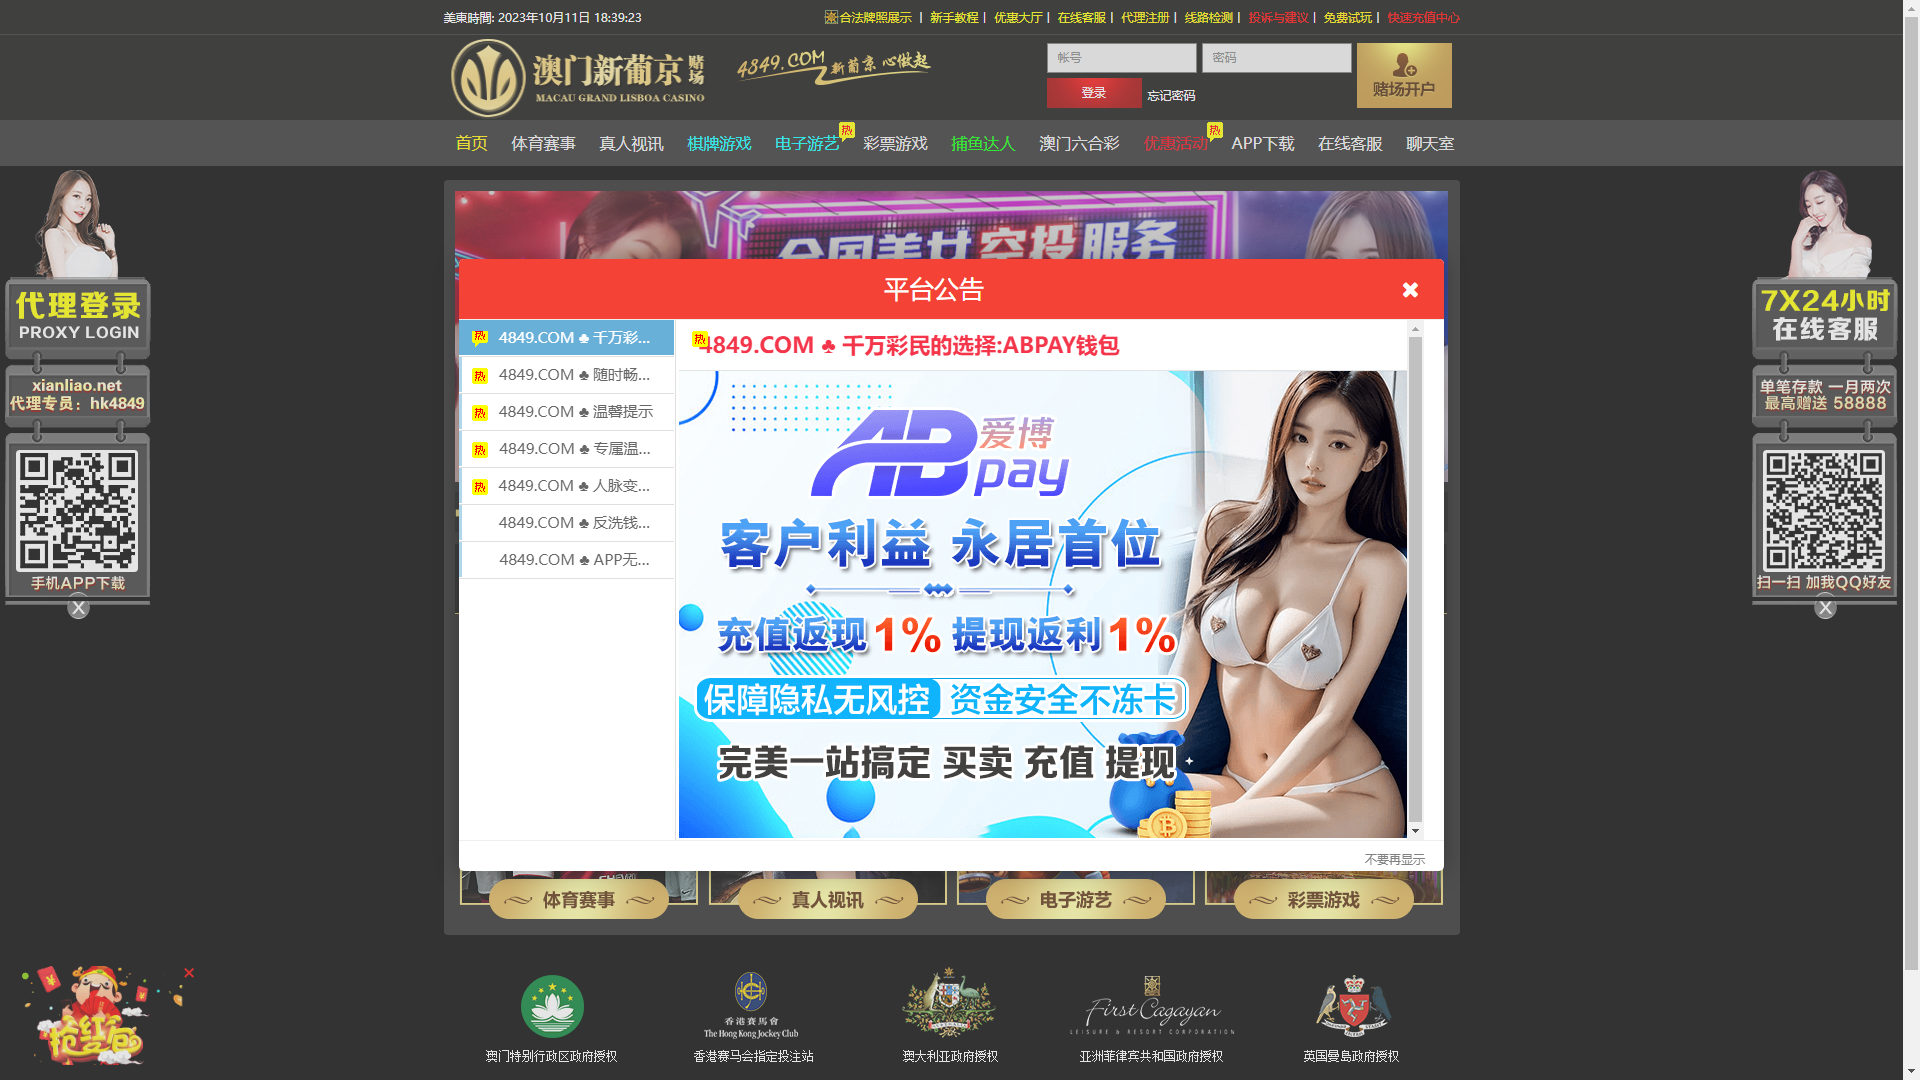 美東時間: 2023年10月11日 18:39:23
合法牌照展示 | 新手教程 | 优惠大厅 | 在线客服 | 代理注册 | 线路检测 | 投诉与建议 | 免费试玩 | 快速充值中心
澳门新葡京赌场
MACAU GRAND LISBOA CASINO
4849.COM 新葡京 心做起
帐号
密码
登录
忘记密码
赌场开户
首页 体育赛事 真人视讯 棋牌游戏 电子游艺 热 彩票游戏 捕鱼达人 澳门六合彩 优惠活动 热 APP下载 在线客服 聊天室
全国美女空投服务
代理登录
PROXY LOGIN
xianliao.net
代理专员：hk4849
手机APP下载
X
7X24小时
在线客服
单笔存款 一月两次
最高赠送 58888
扫一扫 加我QQ好友
X
平台公告
热 4849.COM ♣ 千万彩...
热 4849.COM ♣ 随时畅...
热 4849.COM ♣ 温馨提示
热 4849.COM ♣ 专属温...
热 4849.COM ♣ 人脉变...
4849.COM ♣ 反洗钱...
4849.COM ♣ APP无...
热 4849.COM ♣ 千万彩民的选择:ABPAY钱包
AB爱博
pay
客户利益 永居首位
充值返现1% 提现返利1%
保障隐私无风控 资金安全不冻卡
完美一站搞定 买卖 充值 提现
不要再显示
体育赛事
真人视讯
电子游艺
彩票游戏
抢红包
香港賽馬會
The Hong Kong Jockey Club
AUSTRALIA
First Cagayan
LEISURE & RESORT CORPORATION
澳门特别行政区政府授权
香港赛马会指定投注站
澳大利亚政府授权
亚洲菲律宾共和国政府授权
英国曼岛政府授权